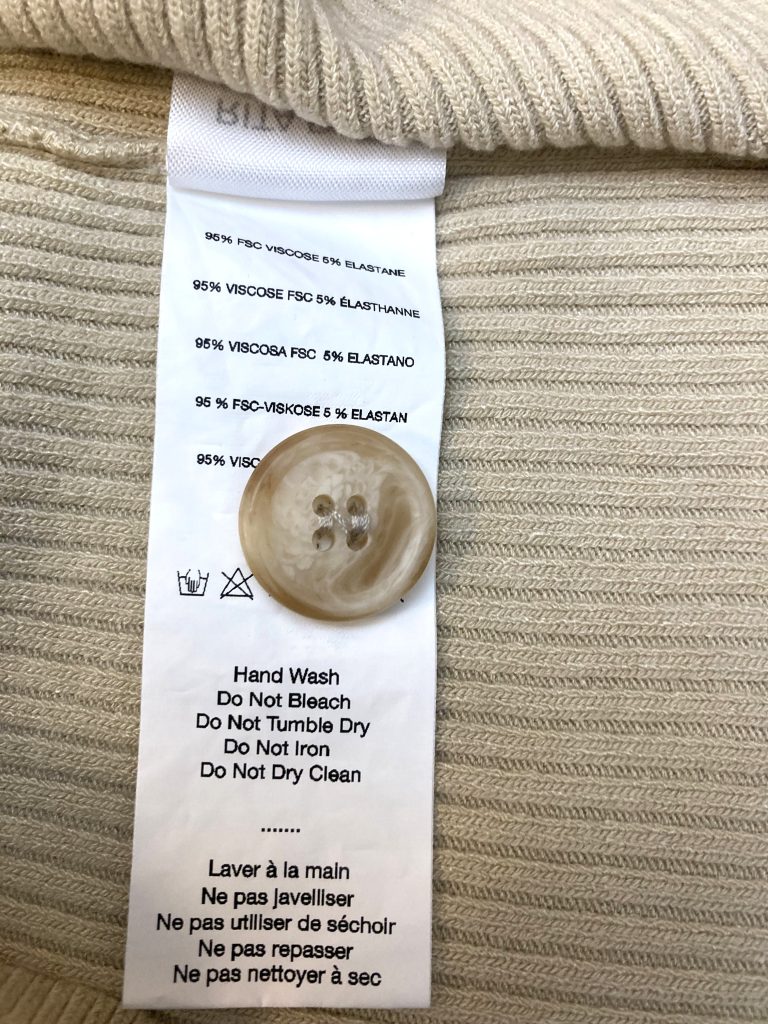 RITA
95% FSC VISCOSE 5% ELASTANE
95% VISCOSE FSC 5% ÉLASTHANNE
95% VISCOSA FSC 5% ELASTANO
95 % FSC-VISKOSE 5 % ELASTAN
95%
Hand Wash
Do Not Bleach
Do Not Tumble Dry
Do Not Iron
Do Not Dry Clean
.......
Laver à la main
Ne pas javelliser
Ne pas utiliser de séchoir
Ne pas repasser
Ne pas nettoyer à sec